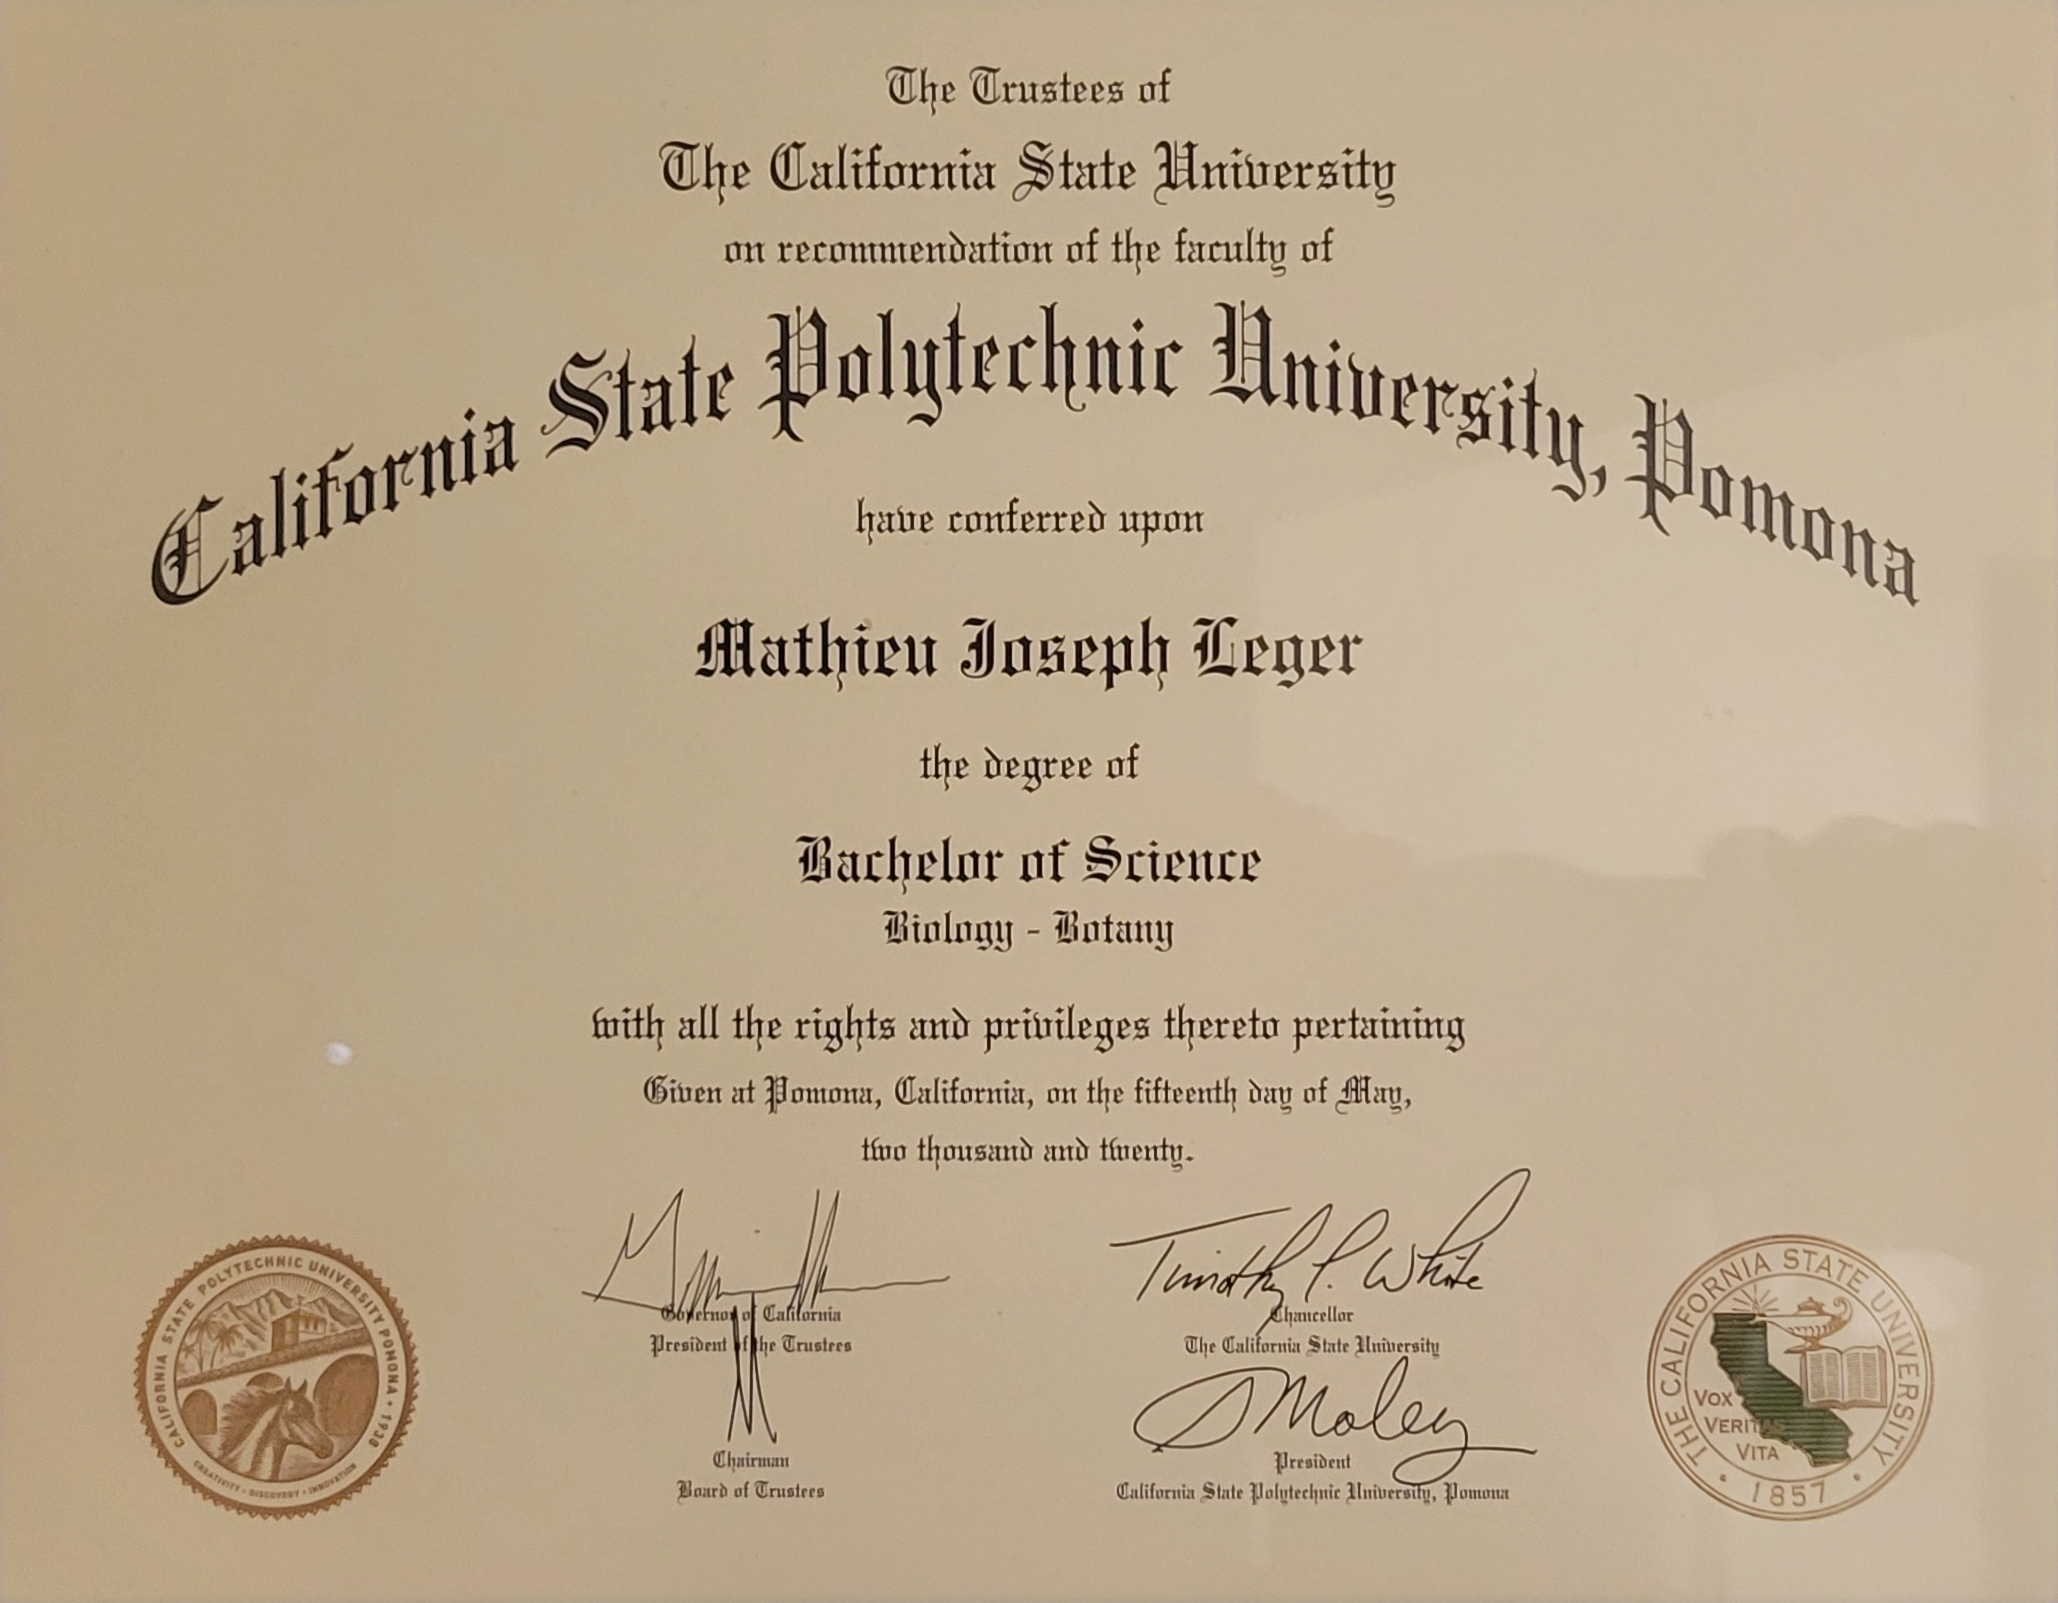 The Trustees of
The California State University
on recommendation of the faculty of
California State Polytechnic University, Pomona
have conferred upon
Mathieu Joseph Leger
the degree of
Bachelor of Science
Biology - Botany
with all the rights and privileges thereto pertaining
Given at Pomona, California, on the fifteenth day of May,
two thousand and twenty.
Timothy P. White
Governor of California
Chancellor
President of the Trustees
The California State University
Chairman
President
Board of Trustees
California State Polytechnic University, Pomona
CALIFORNIA STATE POLYTECHNIC UNIVERSITY POMONA • 1938
CREATIVITY • DISCOVERY • INNOVATION
THE CALIFORNIA STATE UNIVERSITY
VOX
VERITAS
VITA
• 1857 •